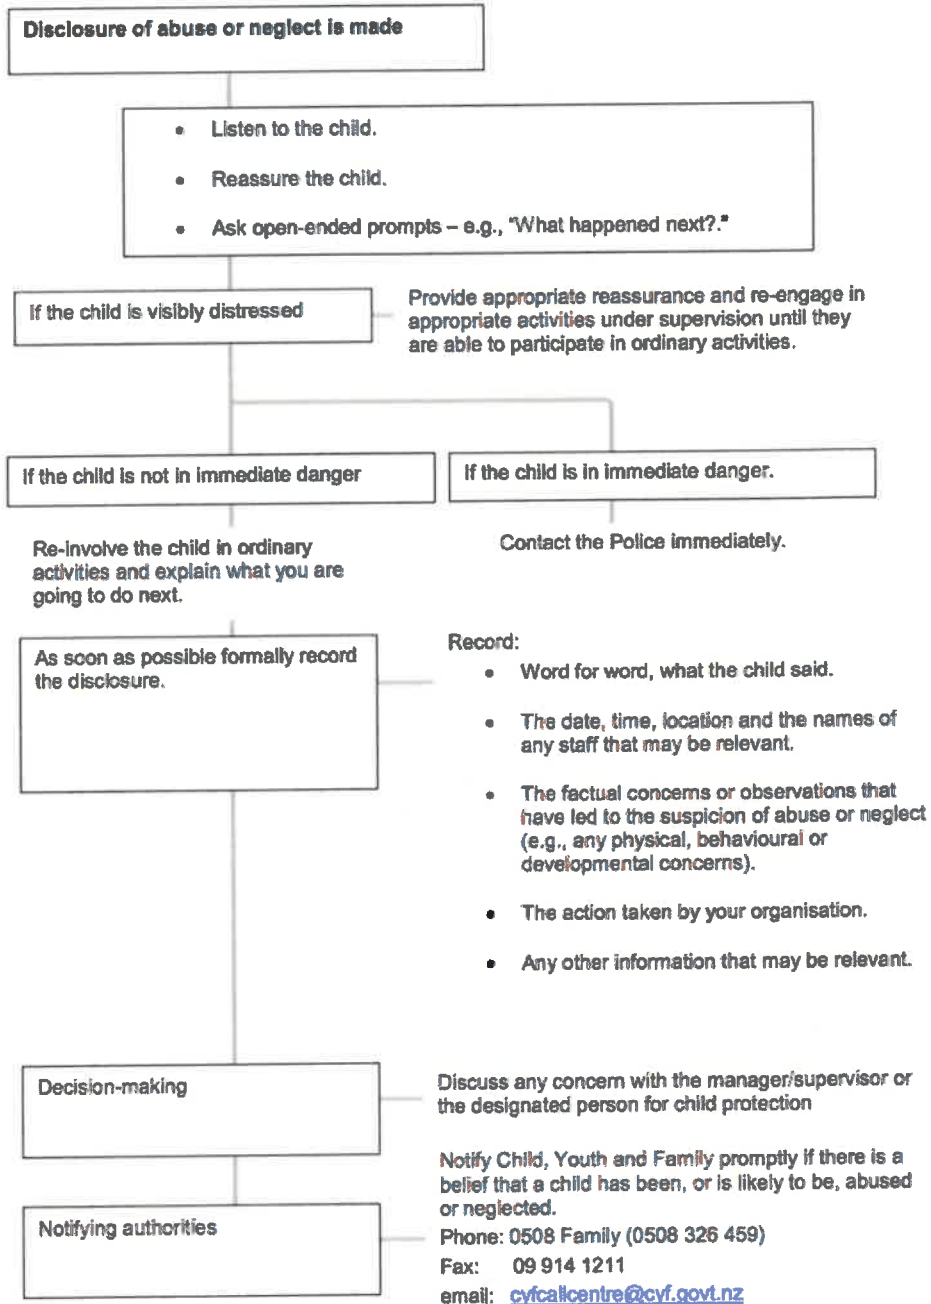 Disclosure of abuse or neglect is made
• Listen to the child.
• Reassure the child.
• Ask open-ended prompts – e.g., "What happened next?."
If the child is visibly distressed
Provide appropriate reassurance and re-engage in
appropriate activities under supervision until they
are able to participate in ordinary activities.
If the child is not in immediate danger
If the child is in immediate danger.
Re-involve the child in ordinary
activities and explain what you are
going to do next.
Contact the Police immediately.
As soon as possible formally record
the disclosure.
Record:
• Word for word, what the child said.
• The date, time, location and the names of
any staff that may be relevant.
• The factual concerns or observations that
have led to the suspicion of abuse or neglect
(e.g., any physical, behavioural or
developmental concerns).
• The action taken by your organisation.
• Any other information that may be relevant.
Decision-making
Discuss any concern with the manager/supervisor or
the designated person for child protection
Notifying authorities
Notify Child, Youth and Family promptly if there is a
belief that a child has been, or is likely to be, abused
or neglected.
Phone: 0508 Family (0508 326 459)
Fax: 09 914 1211
email: cyfcallcentre@cyf.govt.nz